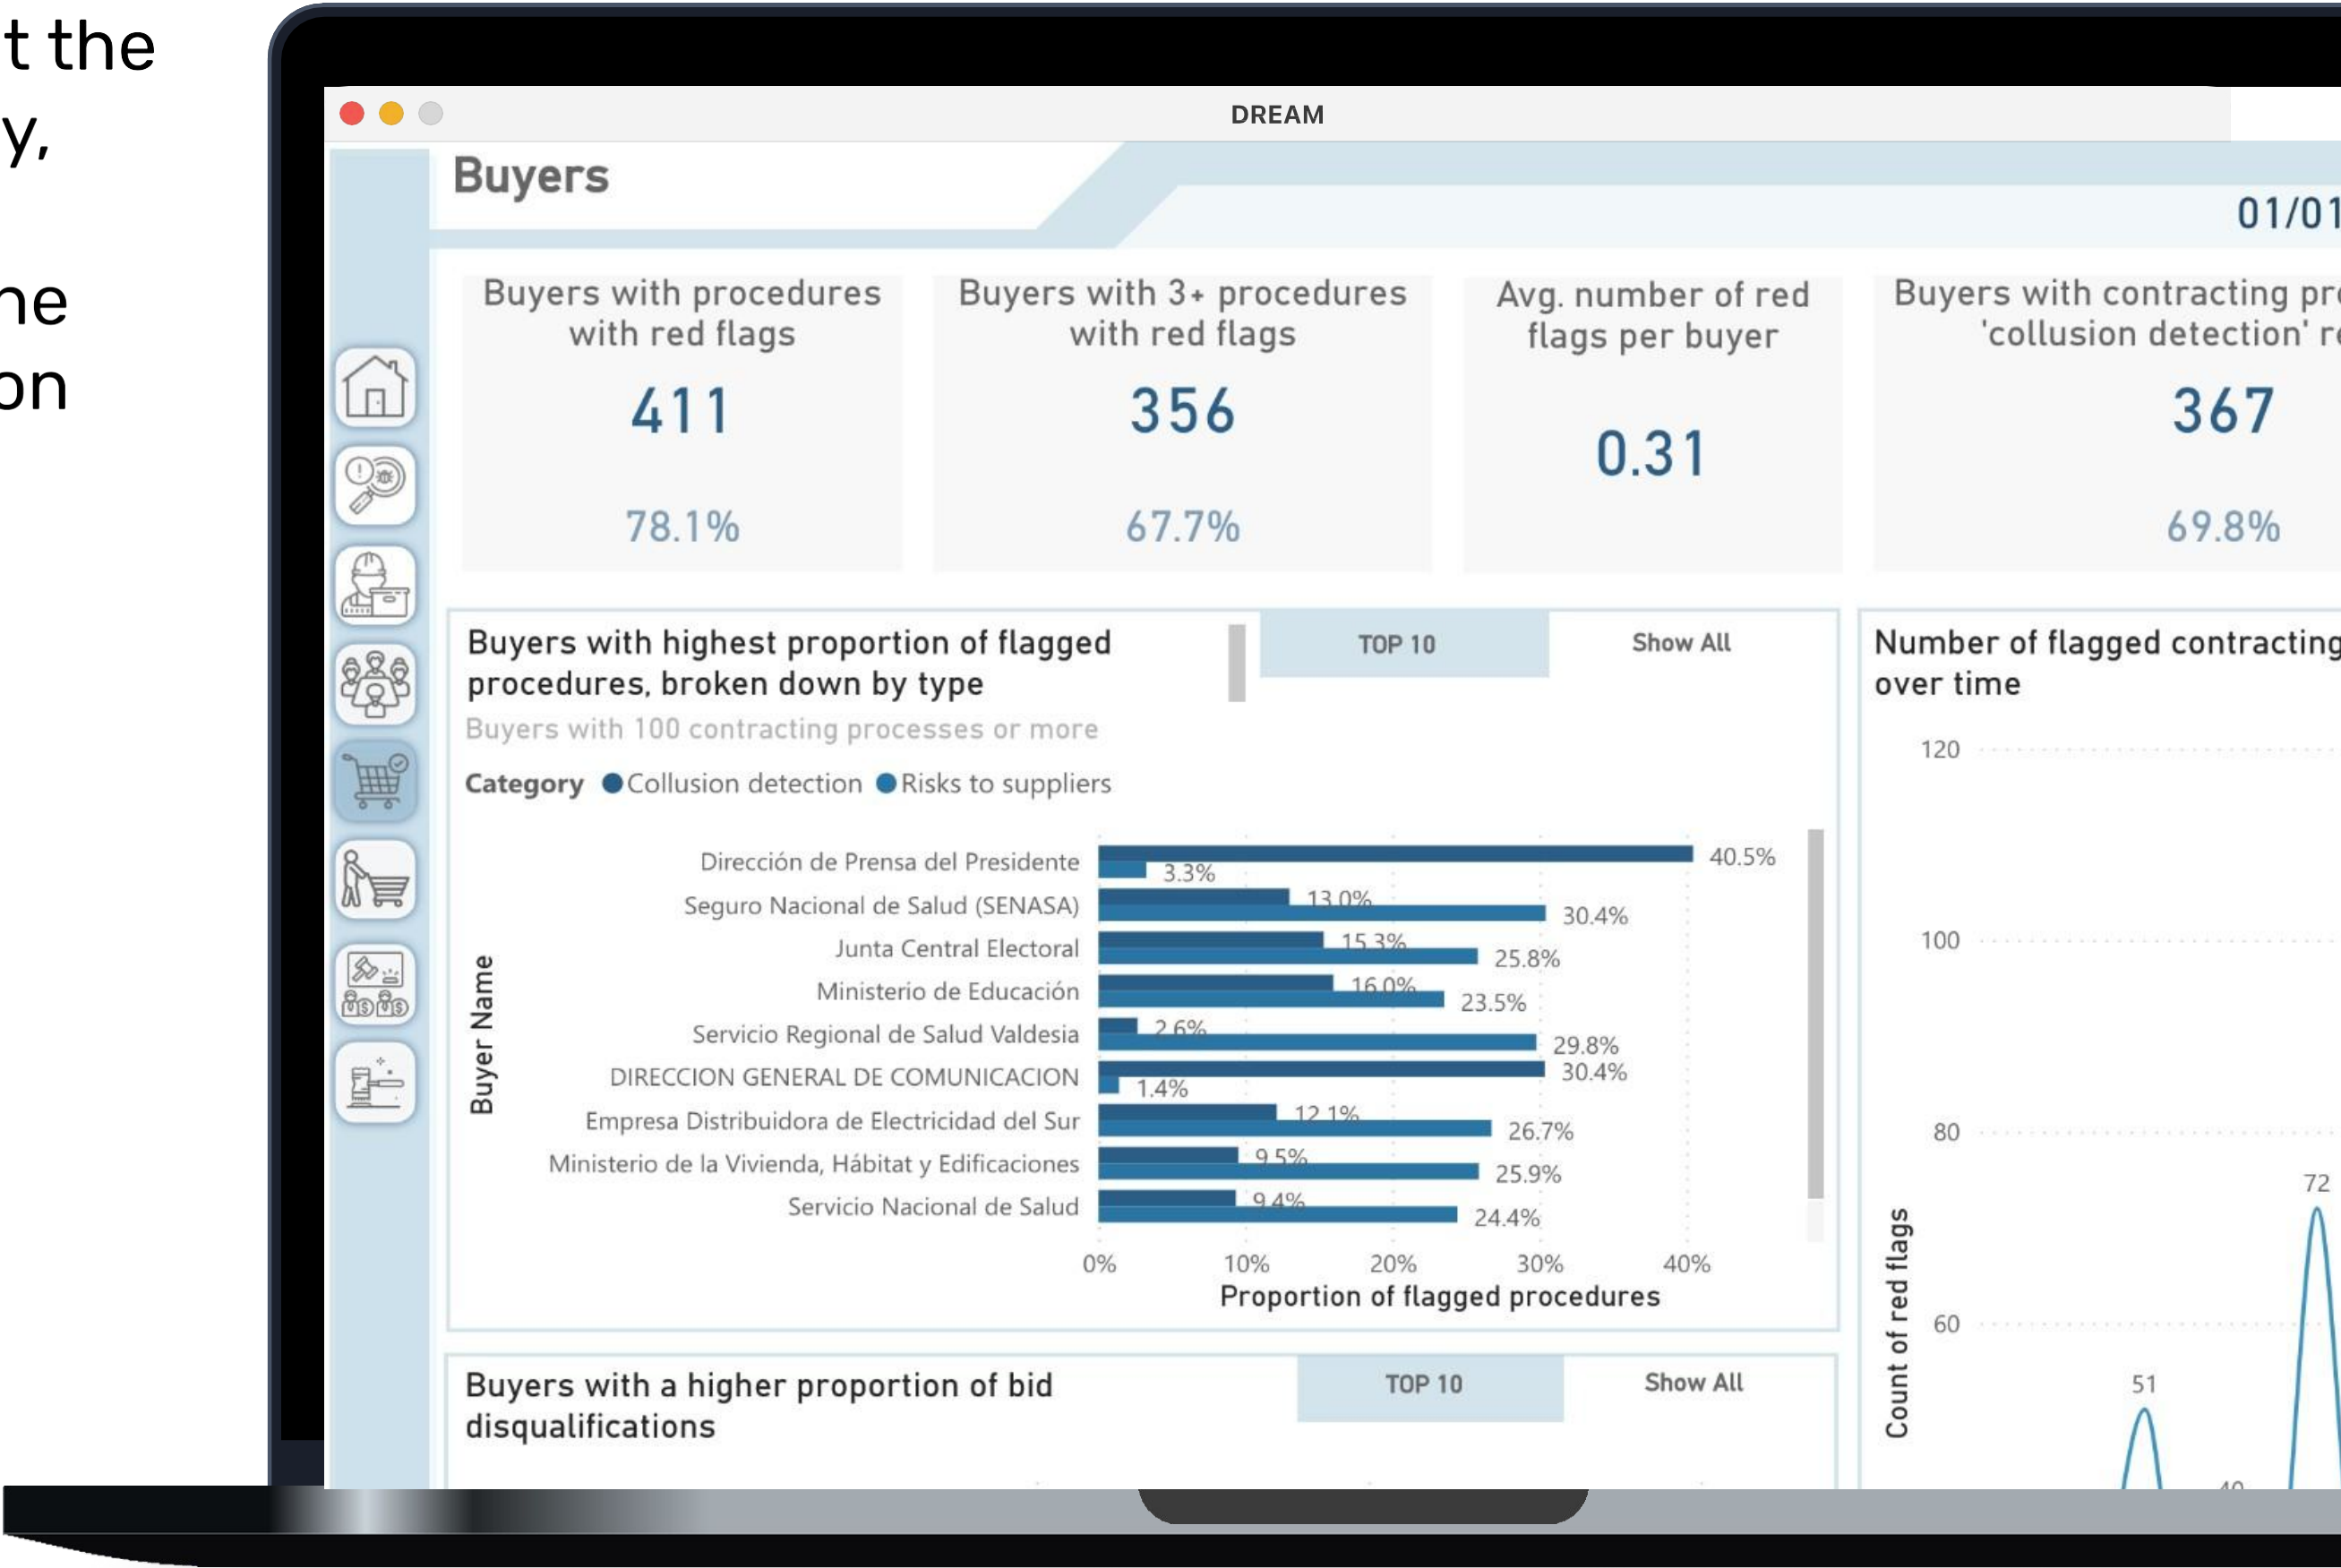 t the
y,
ne
on
DREAM
Buyers
01/01
Buyers with procedures
with red flags
411
78.1%
Buyers with 3+ procedures
with red flags
356
67.7%
Avg. number of red
flags per buyer
0.31
Buyers with contracting pro
'collusion detection' re
367
69.8%
Buyers with highest proportion of flagged
procedures, broken down by type
TOP 10
Show All
Buyers with 100 contracting processes or more
Category Collusion detection Risks to suppliers
Buyer Name
Dirección de Prensa del Presidente 40.5%
3.3%
Seguro Nacional de Salud (SENASA) 13.0%
30.4%
Junta Central Electoral 15.3%
25.8%
Ministerio de Educación 16.0%
23.5%
Servicio Regional de Salud Valdesia 2.6%
29.8%
DIRECCION GENERAL DE COMUNICACION 30.4%
1.4%
Empresa Distribuidora de Electricidad del Sur 12.1%
26.7%
Ministerio de la Vivienda, Hábitat y Edificaciones 9.5%
25.9%
Servicio Nacional de Salud 9.4%
24.4%
0% 10% 20% 30% 40%
Proportion of flagged procedures
Number of flagged contracting
over time
Count of red flags
120
100
80
60
72
51
Buyers with a higher proportion of bid
disqualifications
TOP 10
Show All